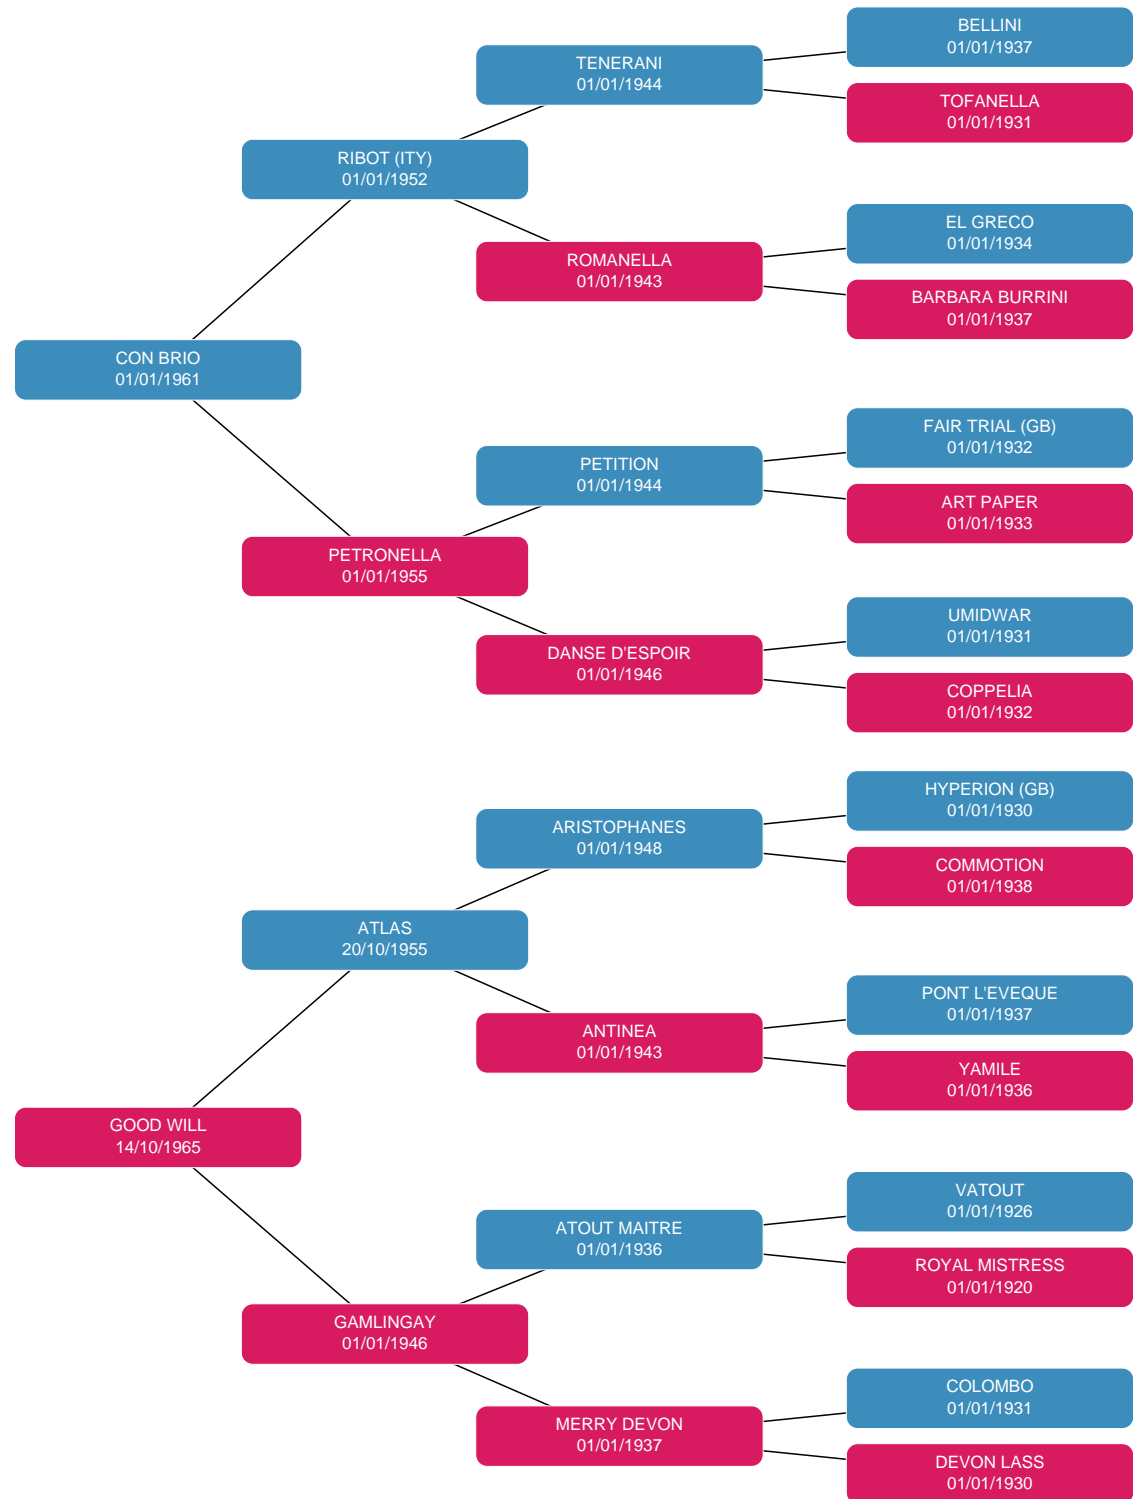 BELLINI
01/01/1937
TENERANI
01/01/1944
TOFANELLA
01/01/1931
RIBOT (ITY)
01/01/1952
EL GRECO
01/01/1934
ROMANELLA
01/01/1943
BARBARA BURRINI
01/01/1937
CON BRIO
01/01/1961
FAIR TRIAL (GB)
01/01/1932
PETITION
01/01/1944
ART PAPER
01/01/1933
PETRONELLA
01/01/1955
UMIDWAR
01/01/1931
DANSE D'ESPOIR
01/01/1946
COPPELIA
01/01/1932
HYPERION (GB)
01/01/1930
ARISTOPHANES
01/01/1948
COMMOTION
01/01/1938
ATLAS
20/10/1955
PONT L'EVEQUE
01/01/1937
ANTINEA
01/01/1943
YAMILE
01/01/1936
GOOD WILL
14/10/1965
VATOUT
01/01/1926
ATOUT MAITRE
01/01/1936
ROYAL MISTRESS
01/01/1920
GAMLINGAY
01/01/1946
COLOMBO
01/01/1931
MERRY DEVON
01/01/1937
DEVON LASS
01/01/1930